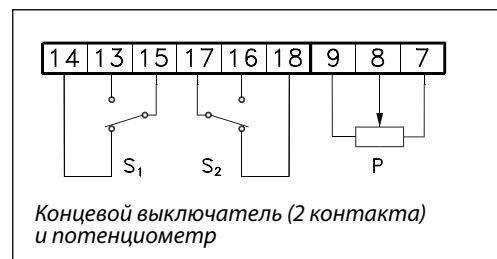 14 13 15 17 16 18 9 8 7
S₁ S₂ P
Концевой выключатель (2 контакта)
и потенциометр